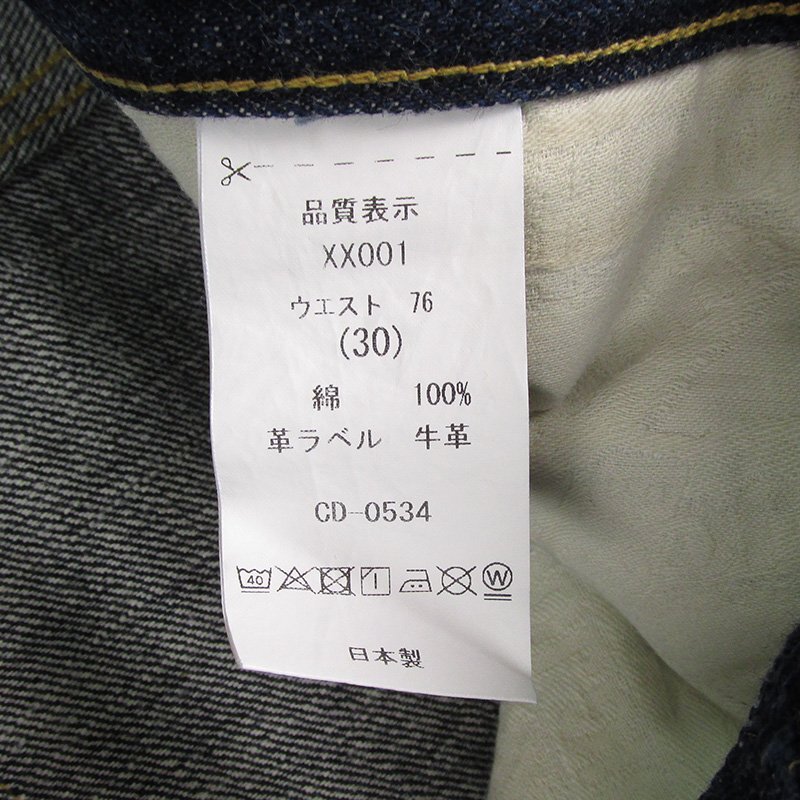 品質表示
XX001
ウエスト 76
(30)
綿 100%
革ラベル 牛革
CD-0534
40 W
日本製